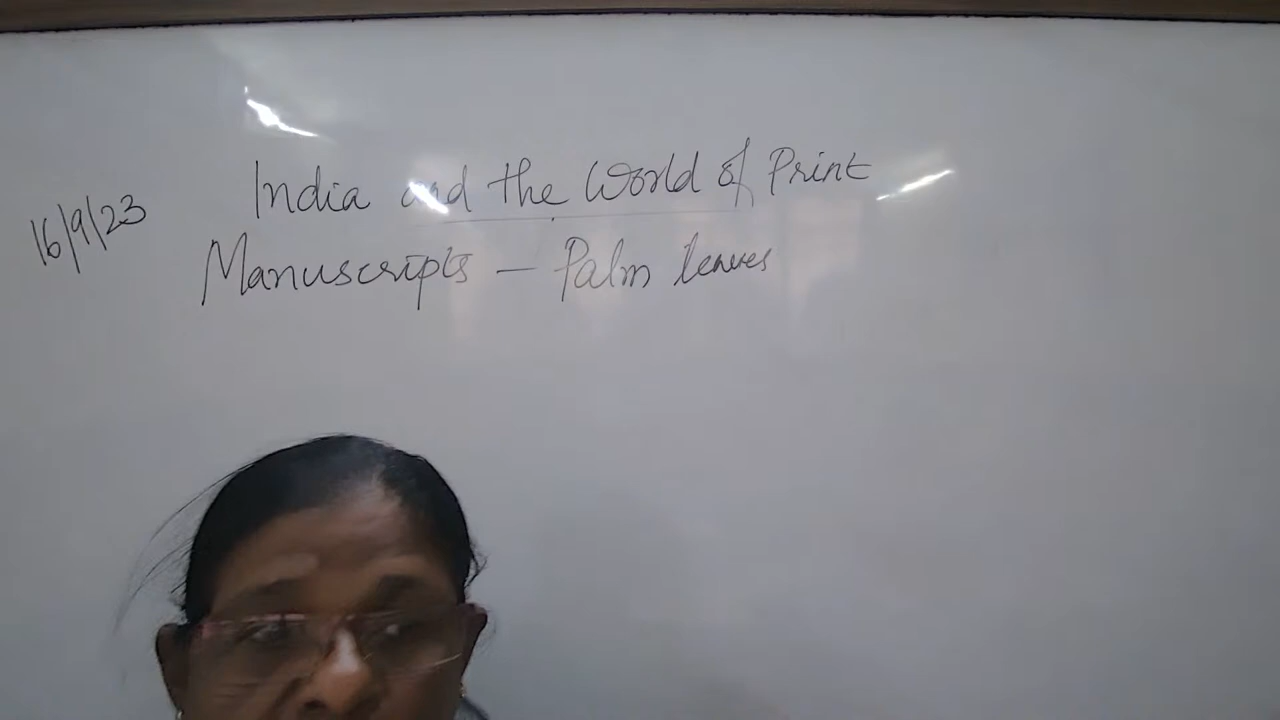 India and the World of Print
16/9/23
Manuscripts — Palm leaves